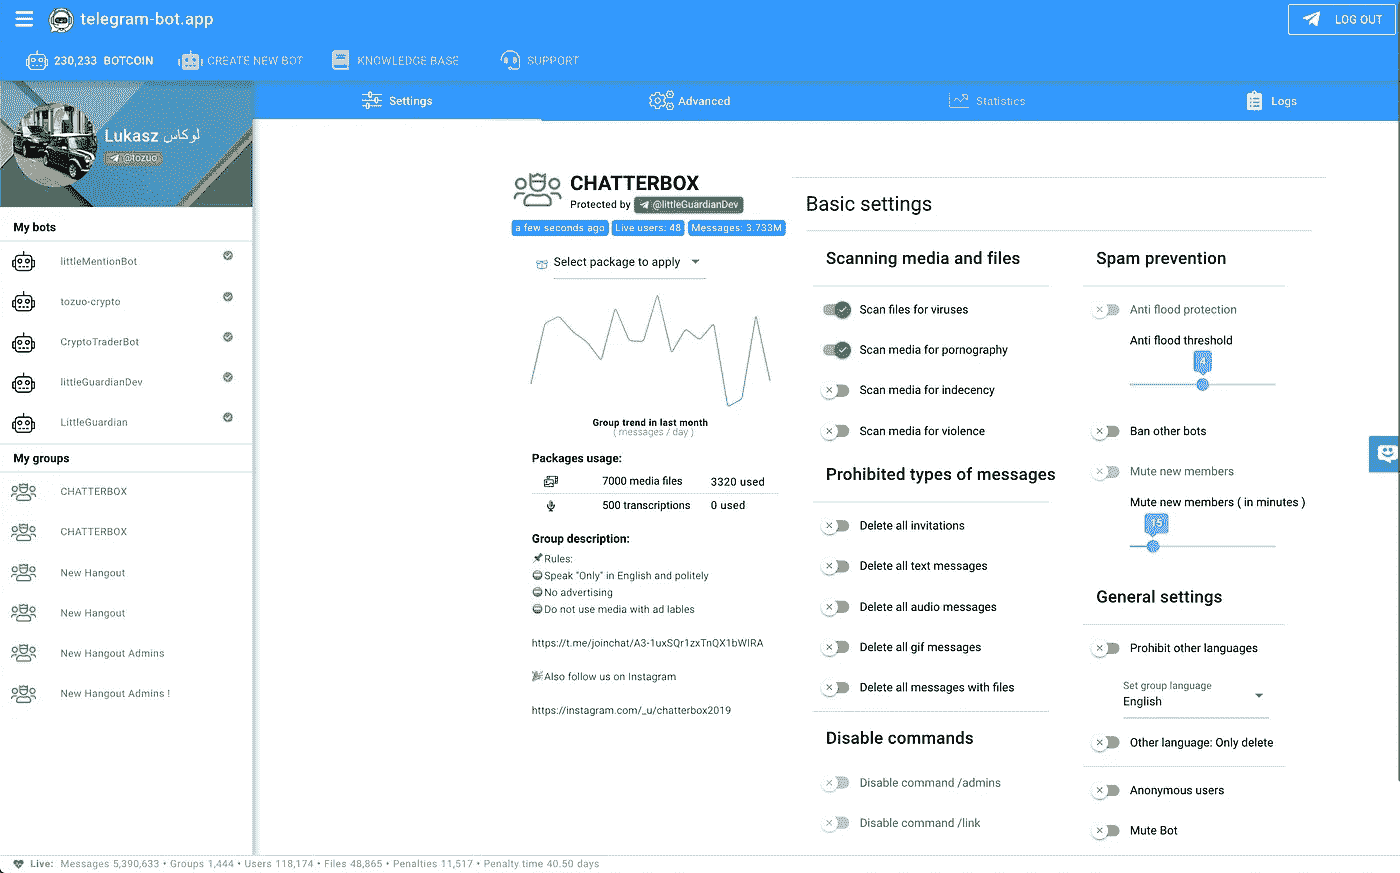 telegram-bot.app
LOG OUT
230,233 BOTCOIN
CREATE NEW BOT
KNOWLEDGE BASE
SUPPORT
Settings
Advanced
Statistics
Logs
Lukasz لوكاس
@tozuo
My bots
littleMentionBot
tozuo-crypto
CryptoTraderBot
littleGuardianDev
LittleGuardian
My groups
CHATTERBOX
CHATTERBOX
New Hangout
New Hangout
New Hangout Admins
New Hangout Admins !
CHATTERBOX
Protected by @littleGuardianDev
a few seconds ago Live users: 48 Messages: 3.733M
Select package to apply
Group trend in last month
( messages / day )
Packages usage:
7000 media files 3320 used
500 transcriptions 0 used
Group description:
Rules:
Speak "Only" in English and politely
No advertising
Do not use media with ad lables
https://t.me/joinchat/A3-1uxSQr1zxTnQX1bWIRA
Also follow us on Instagram
https://instagram.com/_u/chatterbox2019
Basic settings
Scanning media and files
Scan files for viruses
Scan media for pornography
Scan media for indecency
Scan media for violence
Prohibited types of messages
Delete all invitations
Delete all text messages
Delete all audio messages
Delete all gif messages
Delete all messages with files
Disable commands
Disable command /admins
Disable command /link
Spam prevention
Anti flood protection
Anti flood threshold
Ban other bots
Mute new members
Mute new members ( in minutes )
15
General settings
Prohibit other languages
Set group language
English
Other language: Only delete
Anonymous users
Mute Bot
Live: Messages 5,390,633 • Groups 1,444 • Users 118,174 • Files 48,865 • Penalties 11,517 • Penalty time 40.50 days